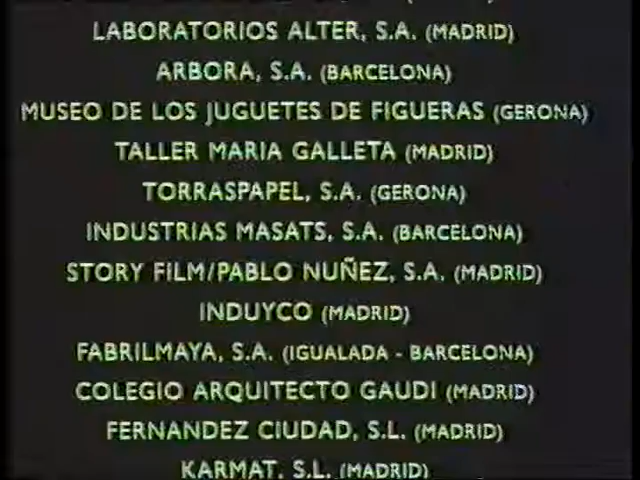 LABORATORIOS ALTER, S.A. (MADRID)
ARBORA, S.A. (BARCELONA)
MUSEO DE LOS JUGUETES DE FIGUERAS (GERONA)
TALLER MARIA GALLETA (MADRID)
TORRASPAPEL, S.A. (GERONA)
INDUSTRIAS MASATS, S.A. (BARCELONA)
STORY FILM/PABLO NUÑEZ, S.A. (MADRID)
INDUYCO (MADRID)
FABRILMAYA, S.A. (IGUALADA - BARCELONA)
COLEGIO ARQUITECTO GAUDI (MADRID)
FERNANDEZ CIUDAD, S.L. (MADRID)
KARMAT, S.L. (MADRID)